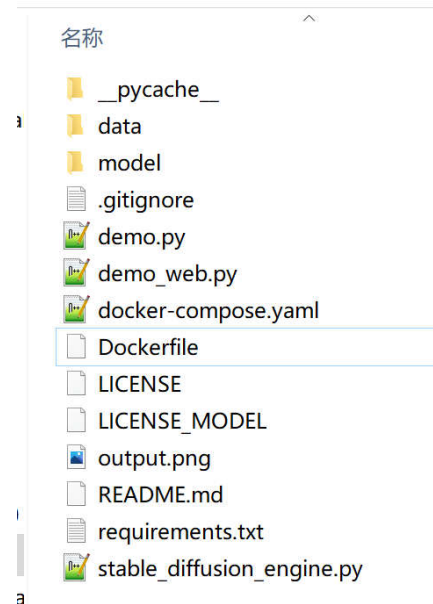 名称
__pycache__
data
model
.gitignore
demo.py
demo_web.py
docker-compose.yaml
Dockerfile
LICENSE
LICENSE_MODEL
output.png
README.md
requirements.txt
stable_diffusion_engine.py